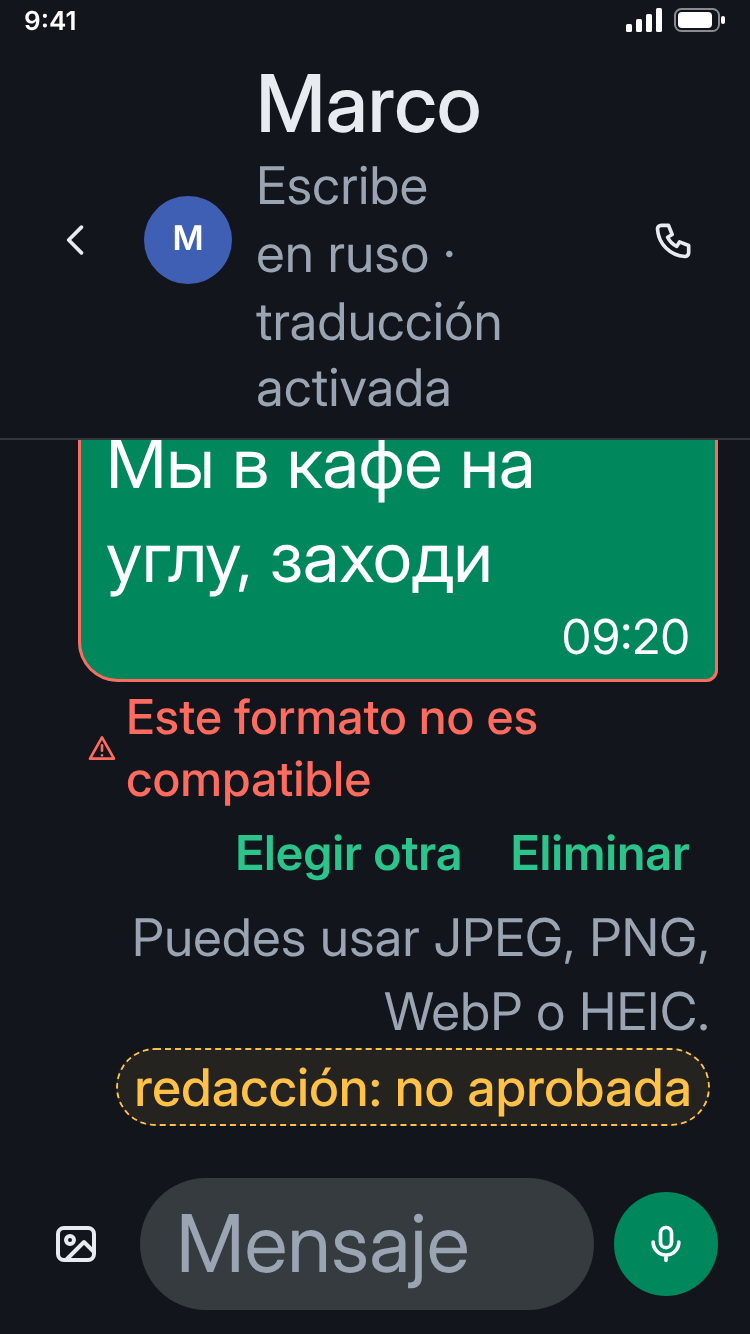 9:41
Marco
Escribe
en ruso ·
traducción
activada
M
Мы в кафе на
углу, заходи
09:20
Este formato no es
compatible
Elegir otra Eliminar
Puedes usar JPEG, PNG,
WebP o HEIC.
redacción: no aprobada
Mensaje